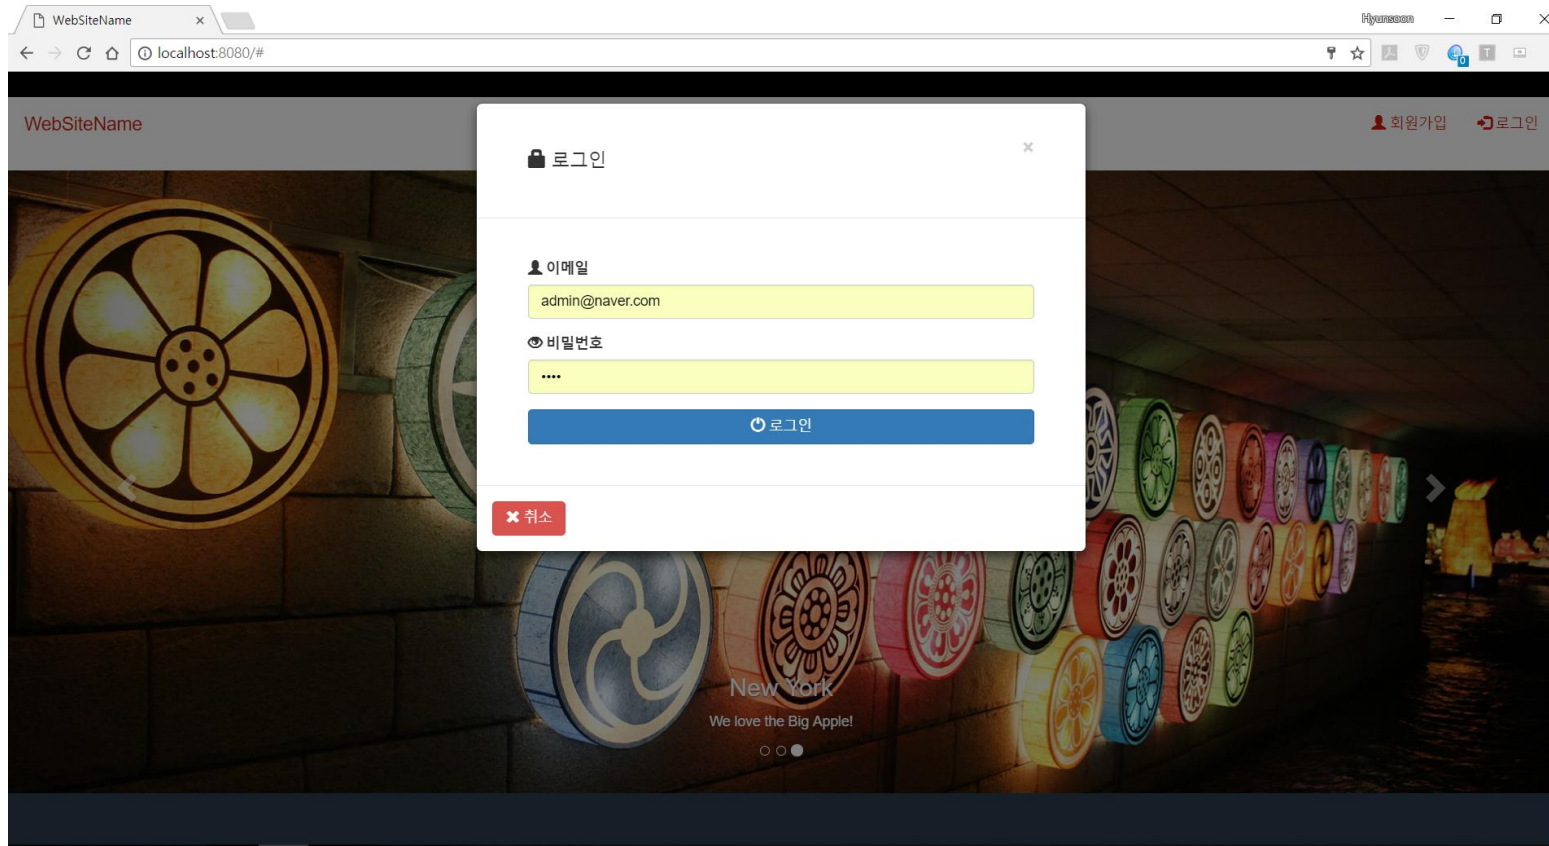 WebSiteName
Hyunsoon
localhost:8080/#
0
T
WebSiteName
회원가입
로그인
로그인
×
이메일
admin@naver.com
비밀번호
••••
로그인
취소
New York
We love the Big Apple!